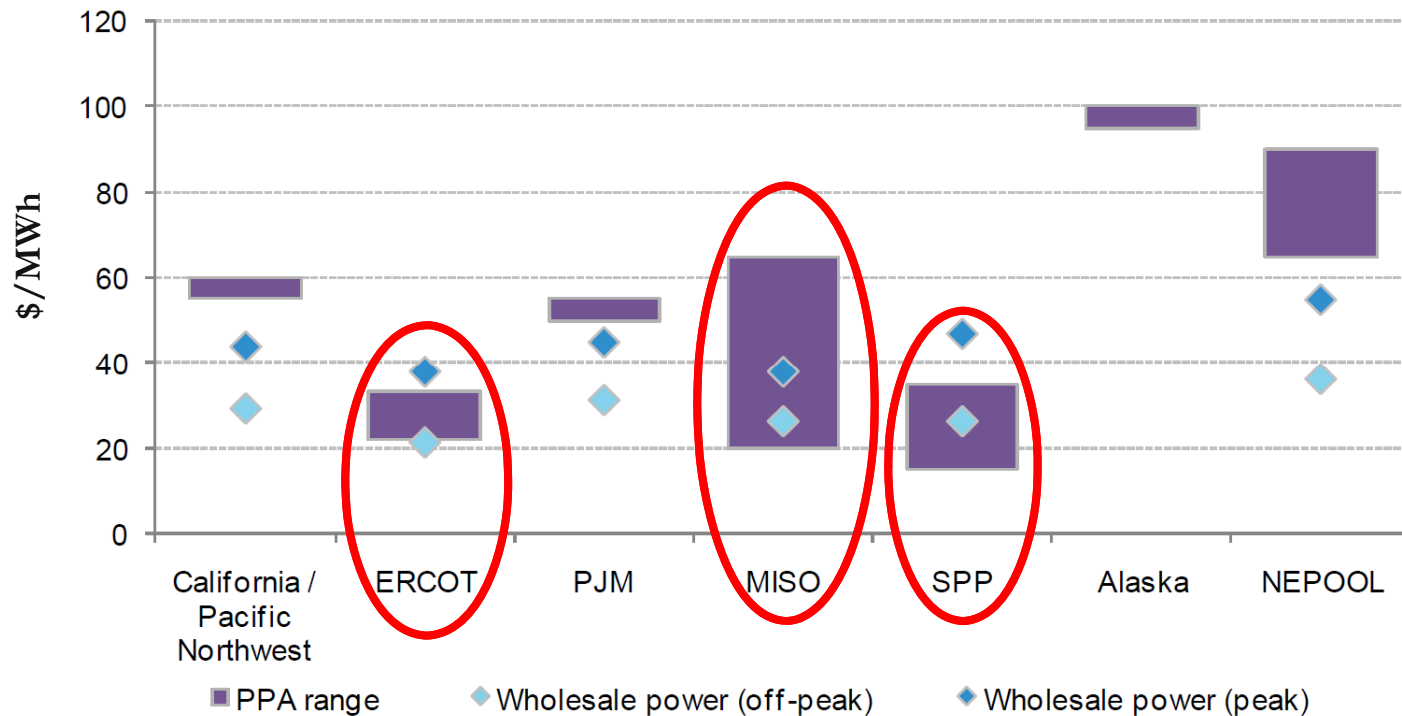 120
100
80
60
40
20
0
$/MWh
California /
Pacific
Northwest
ERCOT
PJM
MISO
SPP
Alaska
NEPOOL
PPA range
Wholesale power (off-peak)
Wholesale power (peak)